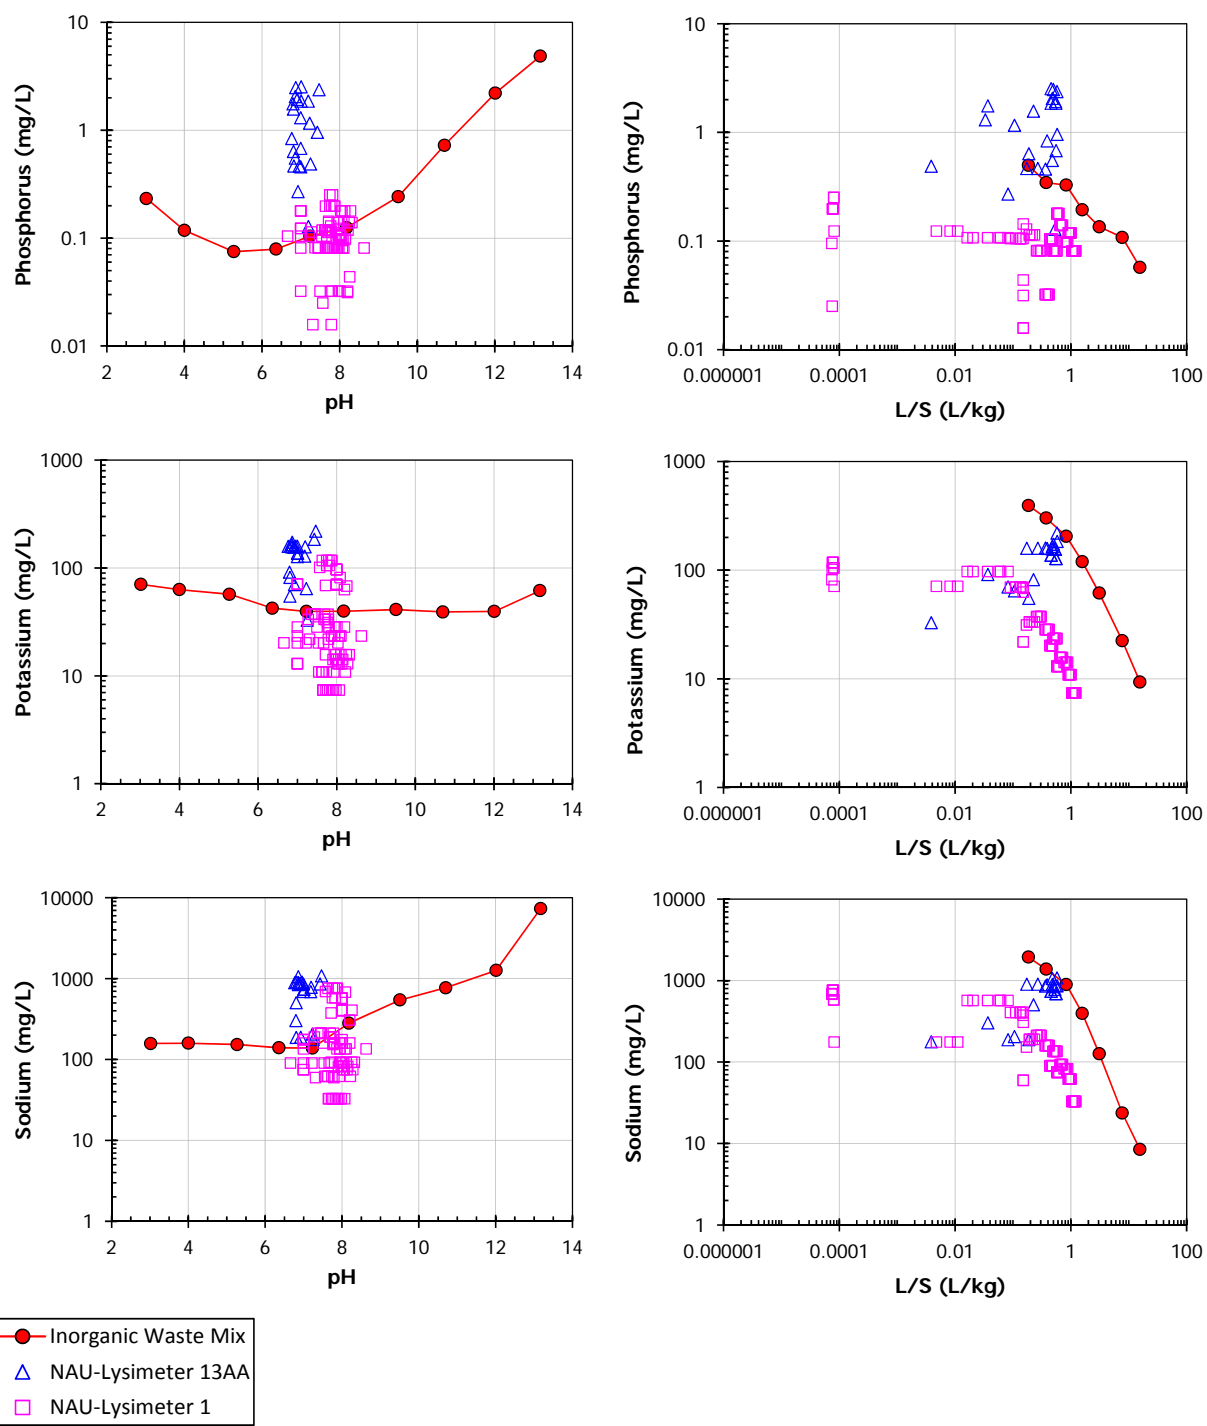 10
1
0.1
0.01
Phosphorus (mg/L)
2 4 6 8 10 12 14
pH
10
1
0.1
0.01
Phosphorus (mg/L)
0.000001 0.0001 0.01 1 100
L/S (L/kg)
1000
100
10
1
Potassium (mg/L)
2 4 6 8 10 12 14
pH
1000
100
10
1
Potassium (mg/L)
0.000001 0.0001 0.01 1 100
L/S (L/kg)
10000
1000
100
10
1
Sodium (mg/L)
2 4 6 8 10 12 14
pH
10000
1000
100
10
1
Sodium (mg/L)
0.000001 0.0001 0.01 1 100
L/S (L/kg)
Inorganic Waste Mix
NAU-Lysimeter 13AA
NAU-Lysimeter 1